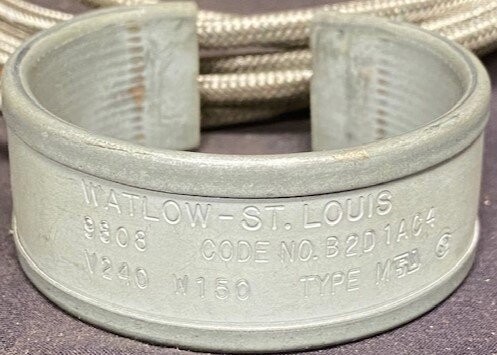 WATLOW-ST. LOUIS
9808 CODE NO. B2D1AC4
V240 W150 TYPE